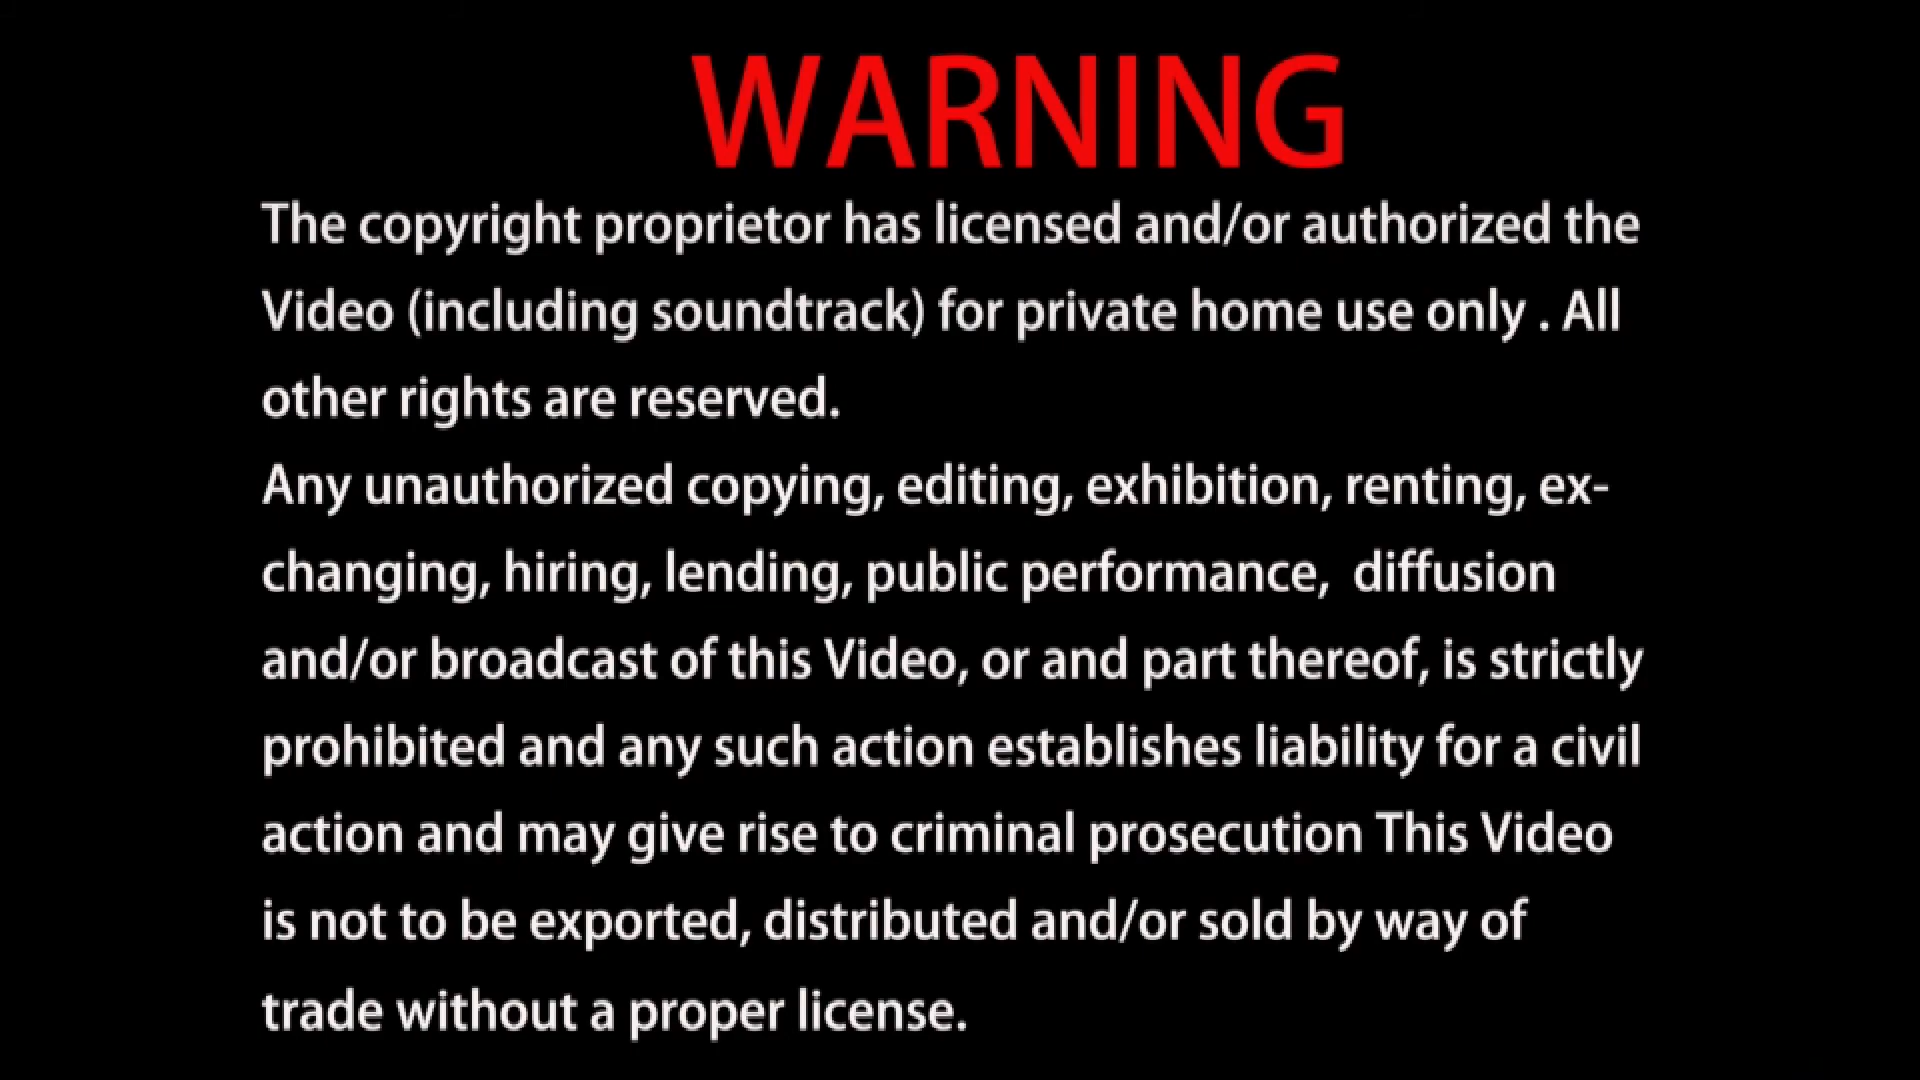 WARNING
The copyright proprietor has licensed and/or authorized the
Video (including soundtrack) for private home use only . All
other rights are reserved.
Any unauthorized copying, editing, exhibition, renting, ex-
changing, hiring, lending, public performance,  diffusion
and/or broadcast of this Video, or and part thereof, is strictly
prohibited and any such action establishes liability for a civil
action and may give rise to criminal prosecution This Video
is not to be exported, distributed and/or sold by way of
trade without a proper license.